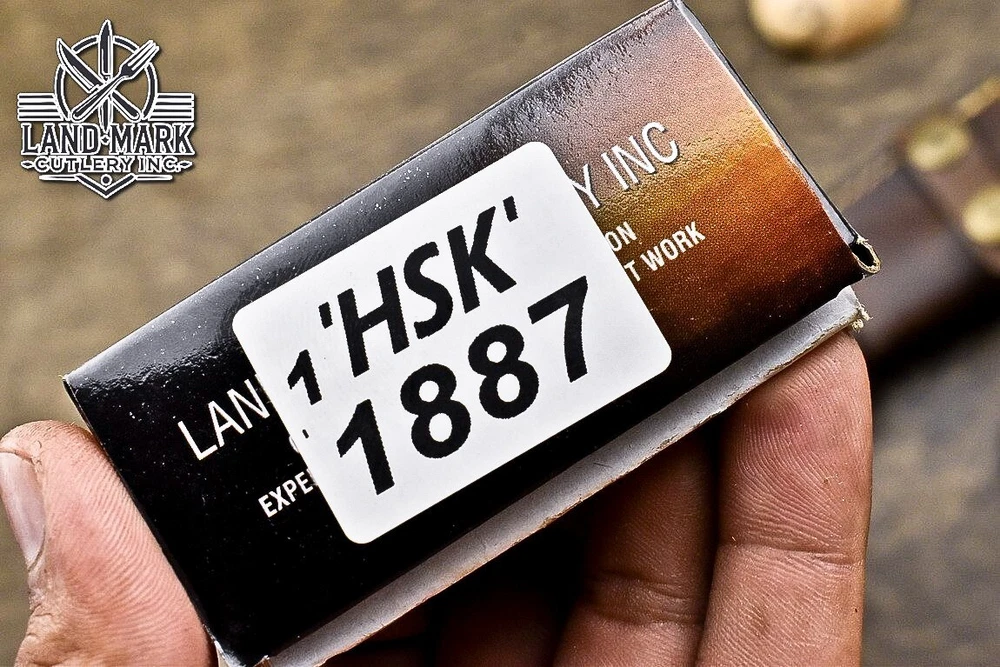 LAND MARK
CUTLERY INC.
LAN
Y INC
EXPE
ON
T WORK
1 'HSK'
1887